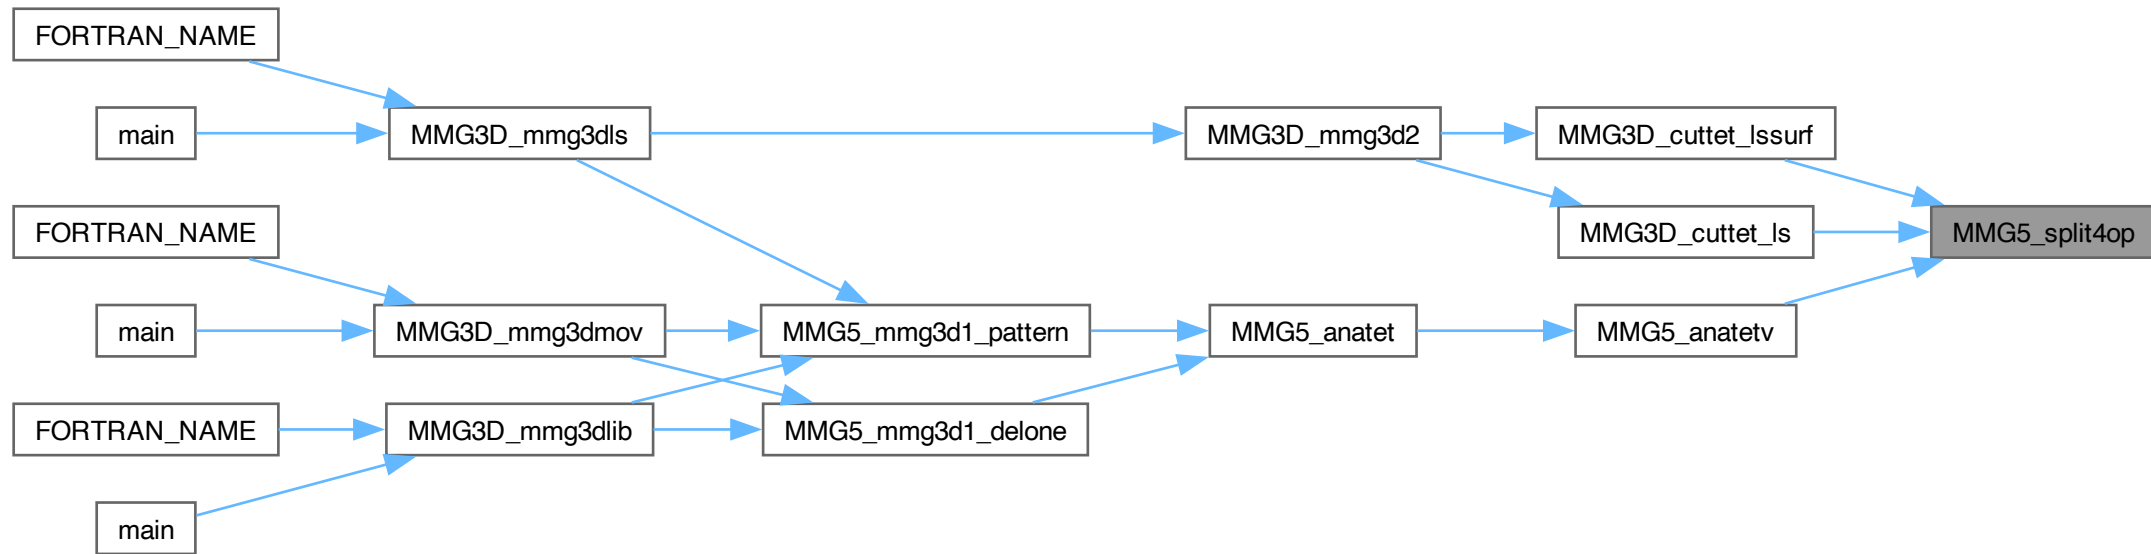 FORTRAN_NAME
main
MMG3D_mmg3dls
MMG3D_mmg3d2
MMG3D_cuttet_lssurf
FORTRAN_NAME
MMG3D_cuttet_ls
MMG5_split4op
main
MMG3D_mmg3dmov
MMG5_mmg3d1_pattern
MMG5_anatet
MMG5_anatetv
FORTRAN_NAME
MMG3D_mmg3dlib
MMG5_mmg3d1_delone
main